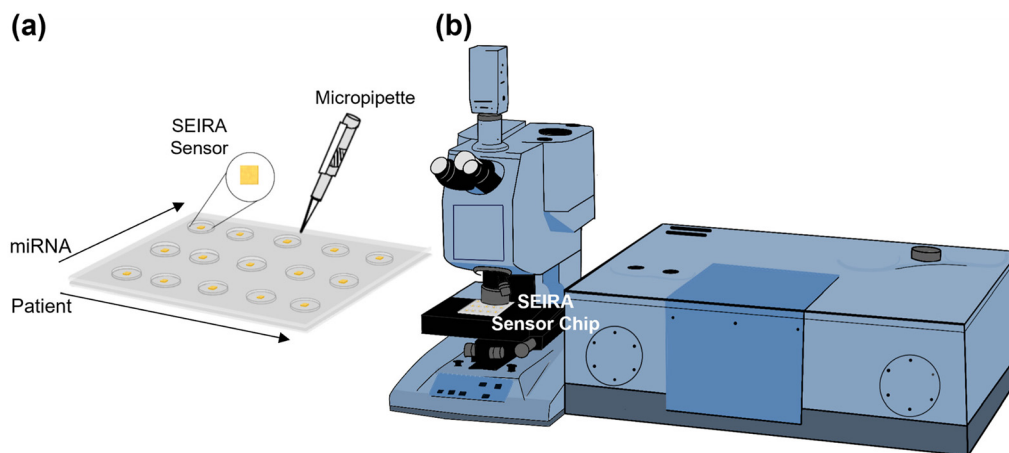 (a)
(b)
Micropipette
SEIRA
Sensor
miRNA
Patient
SEIRA
Sensor Chip